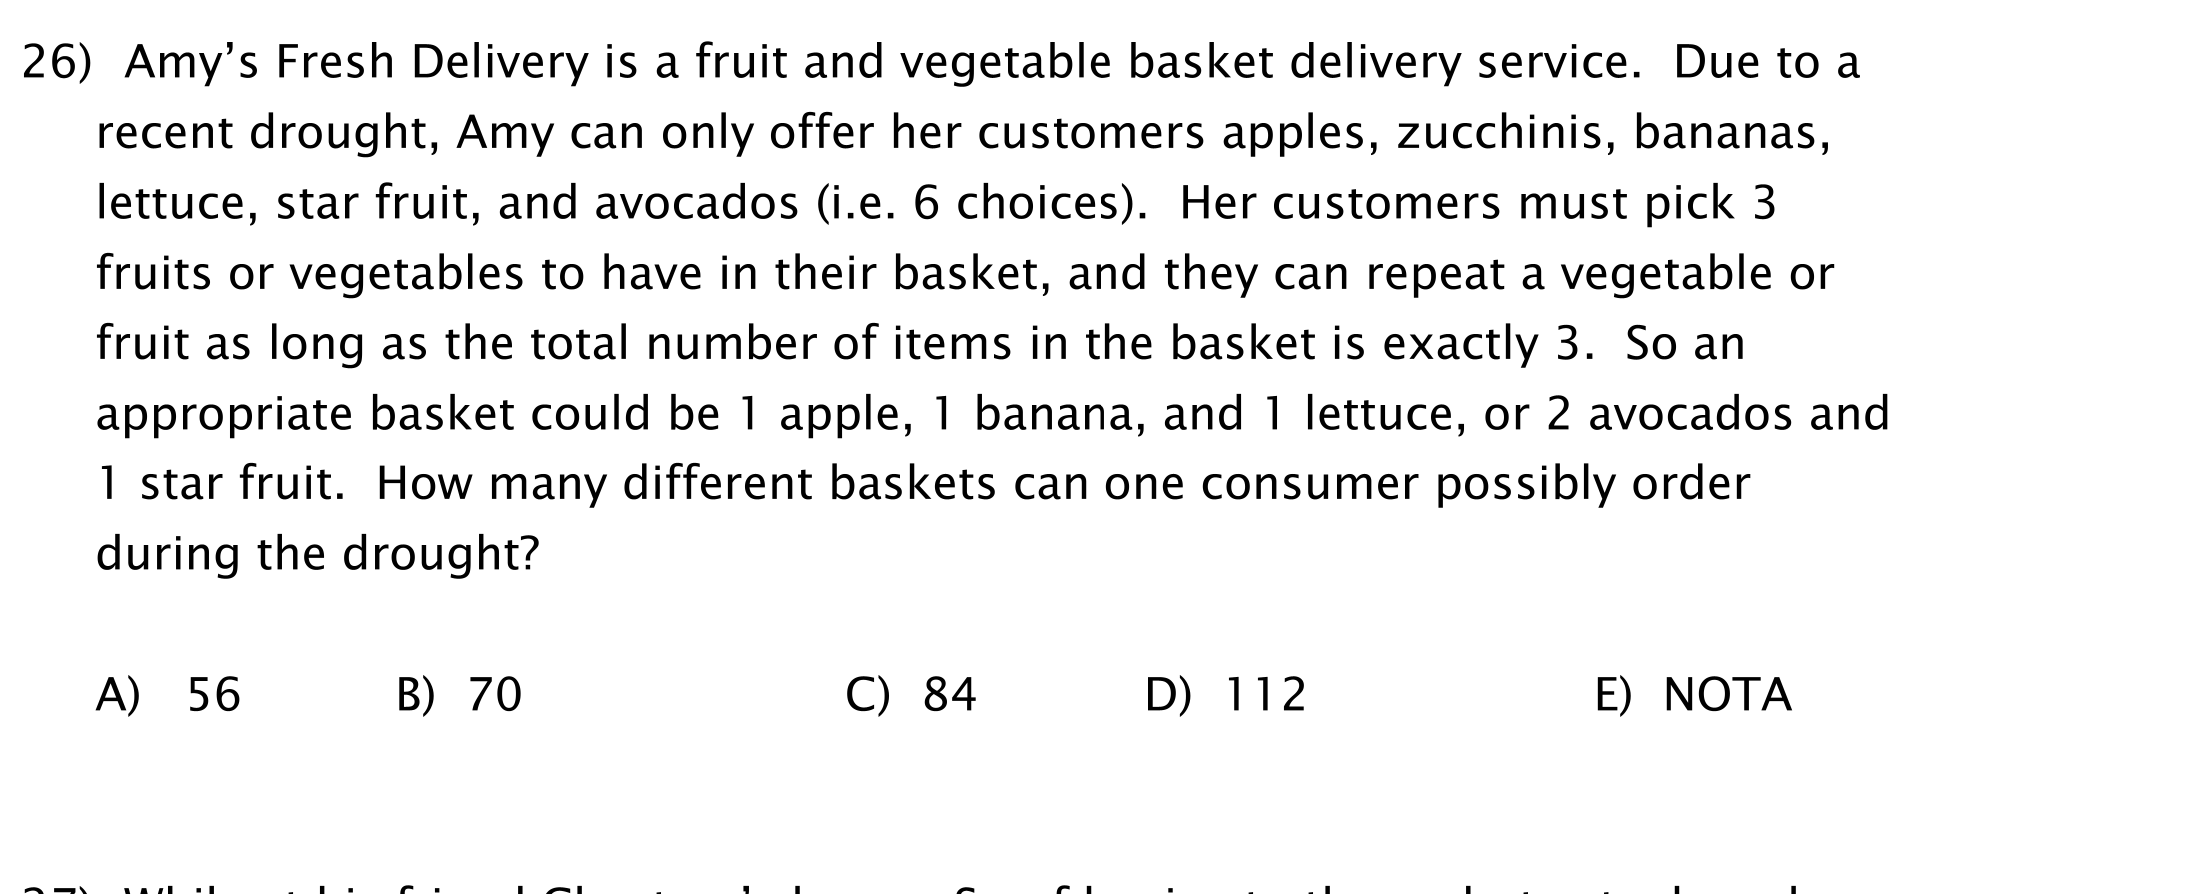 26) Amy’s Fresh Delivery is a fruit and vegetable basket delivery service. Due to a
recent drought, Amy can only offer her customers apples, zucchinis, bananas,
lettuce, star fruit, and avocados (i.e. 6 choices). Her customers must pick 3
fruits or vegetables to have in their basket, and they can repeat a vegetable or
fruit as long as the total number of items in the basket is exactly 3. So an
appropriate basket could be 1 apple, 1 banana, and 1 lettuce, or 2 avocados and
1 star fruit. How many different baskets can one consumer possibly order
during the drought?
A) 56 B) 70 C) 84 D) 112 E) NOTA